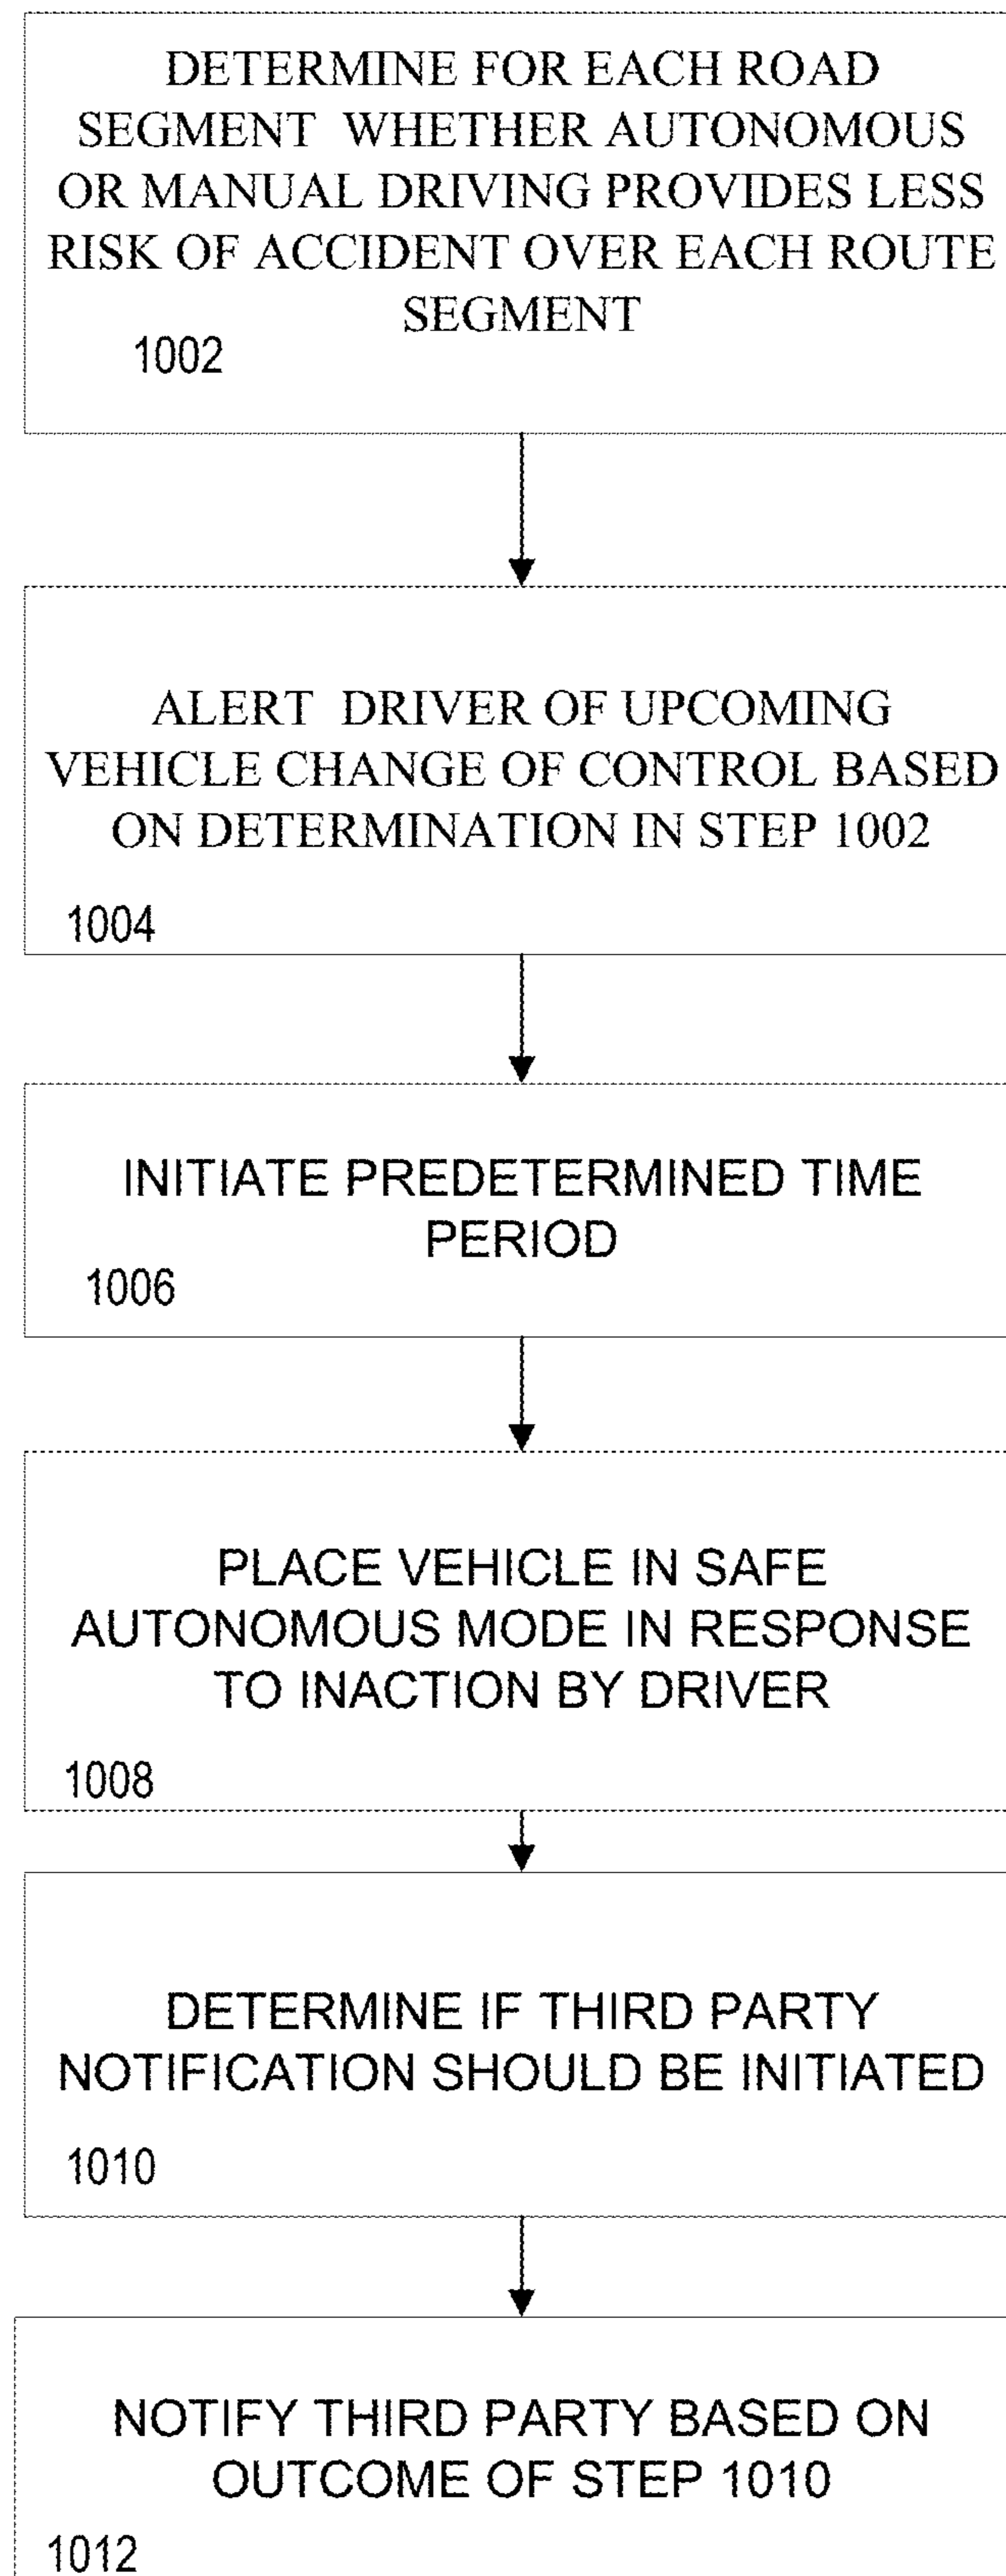 DETERMINE FOR EACH ROAD
SEGMENT WHETHER AUTONOMOUS
OR MANUAL DRIVING PROVIDES LESS
RISK OF ACCIDENT OVER EACH ROUTE
SEGMENT
1002
ALERT DRIVER OF UPCOMING
VEHICLE CHANGE OF CONTROL BASED
ON DETERMINATION IN STEP 1002
1004
INITIATE PREDETERMINED TIME
PERIOD
1006
PLACE VEHICLE IN SAFE
AUTONOMOUS MODE IN RESPONSE
TO INACTION BY DRIVER
1008
DETERMINE IF THIRD PARTY
NOTIFICATION SHOULD BE INITIATED
1010
NOTIFY THIRD PARTY BASED ON
OUTCOME OF STEP 1010
1012